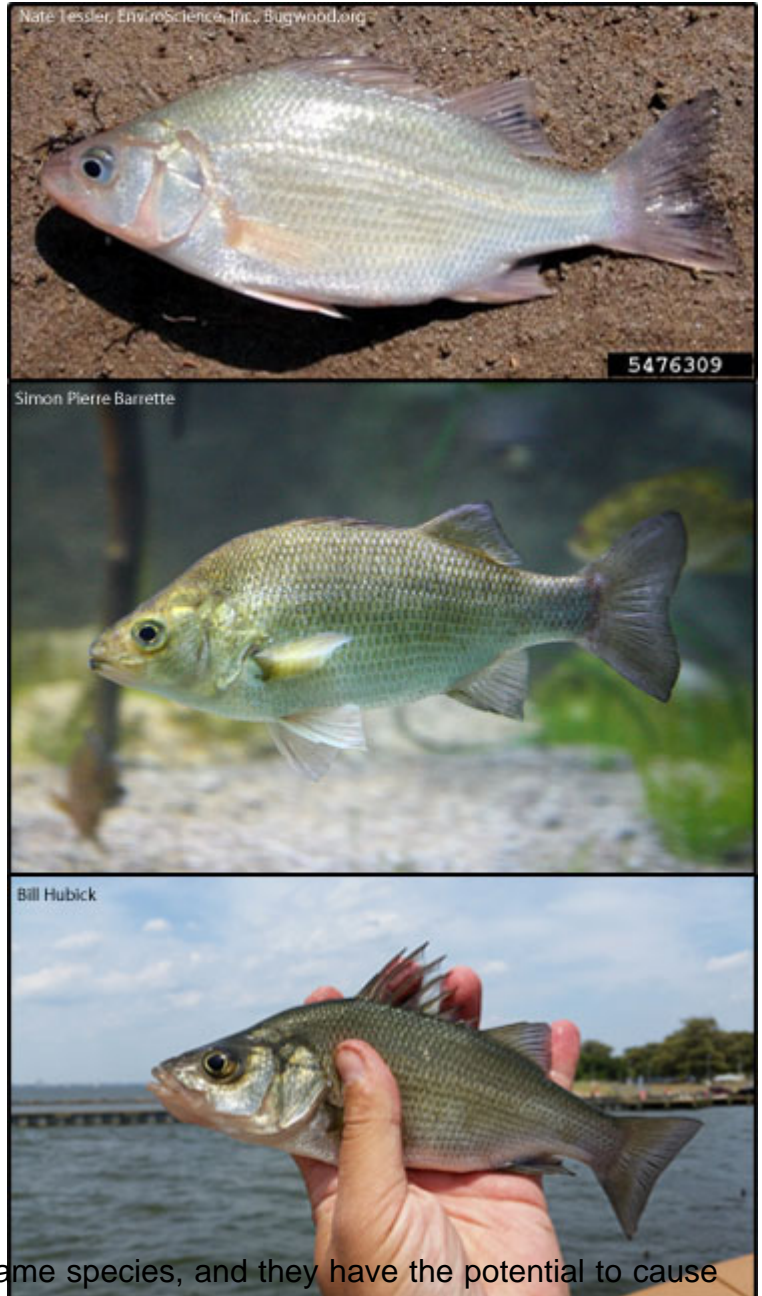 Nate Tessler, EnviroScience, Inc., Bugwood.org
5476309
Simon Pierre Barrette
Bill Hubick
ame species, and they have the potential to cause